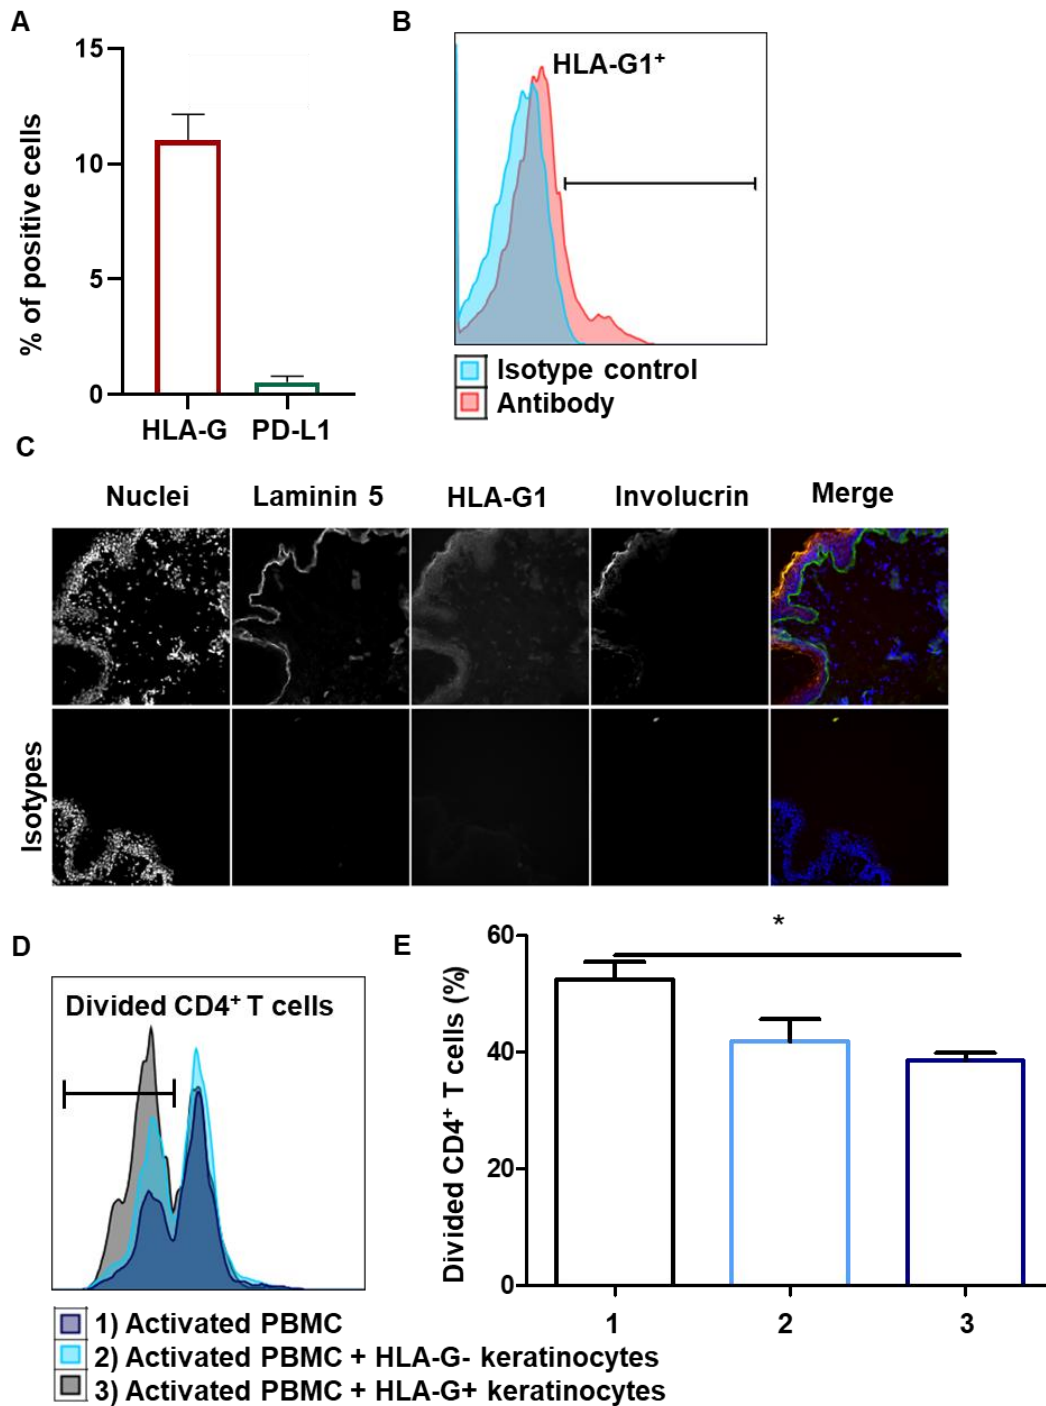 A
15
10
5
0
% of positive cells
HLA-G PD-L1
B
HLA-G1⁺
Isotype control
Antibody
C
Nuclei Laminin 5 HLA-G1 Involucrin Merge
Isotypes
D
Divided CD4⁺ T cells
1) Activated PBMC
2) Activated PBMC + HLA-G- keratinocytes
3) Activated PBMC + HLA-G+ keratinocytes
E
*
60
40
20
0
Divided CD4⁺ T cells (%)
1 2 3